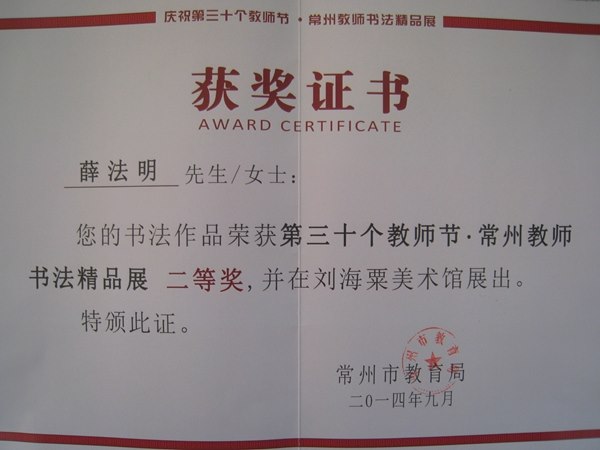 庆祝第三十个教师节·常州教师书法精品展
获奖证书
AWARD CERTIFICATE
薛法明 先生/女士：
您的书法作品荣获第三十个教师节·常州教师
书法精品展 二等奖，并在刘海粟美术馆展出。
特颁此证。
常州市教育局
二〇一四年九月